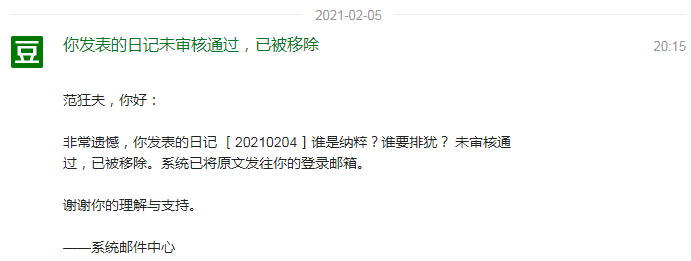 2021-02-05
豆
你发表的日记未审核通过，已被移除
20:15
范狂夫，你好：
非常遗憾，你发表的日记 ［ 20210204 ］谁是纳粹？谁要排犹？ 未审核通
过，已被移除。系统已将原文发往你的登录邮箱。
谢谢你的理解与支持。
——系统邮件中心